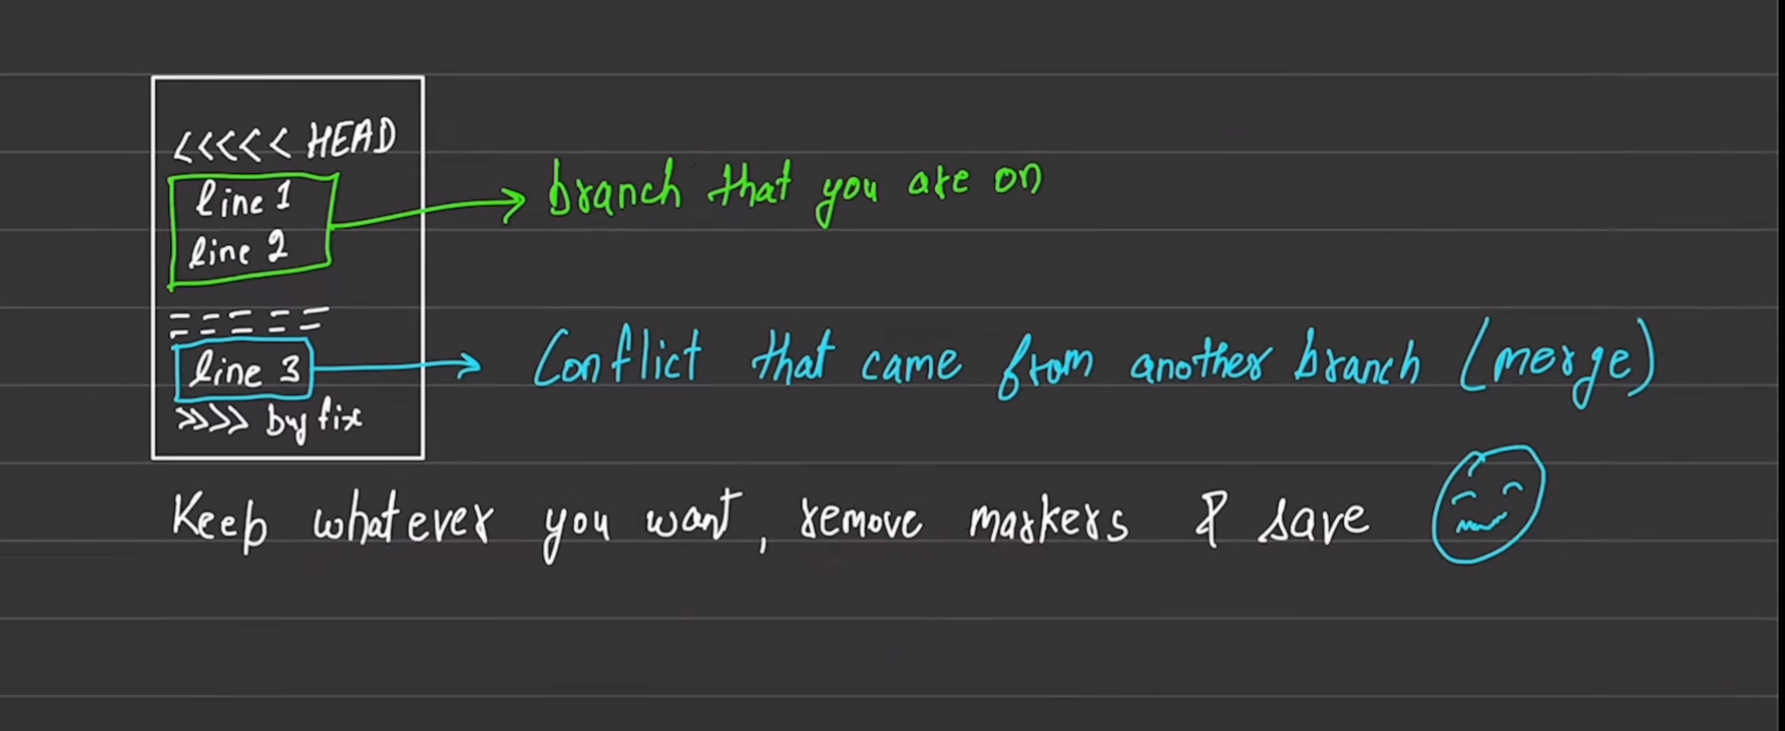 <<<<< HEAD
line 1
line 2
branch that you are on
=====
line 3
Conflict that came from another branch (merge)
>>>> bug fix
Keep whatever you want, remove markers & save